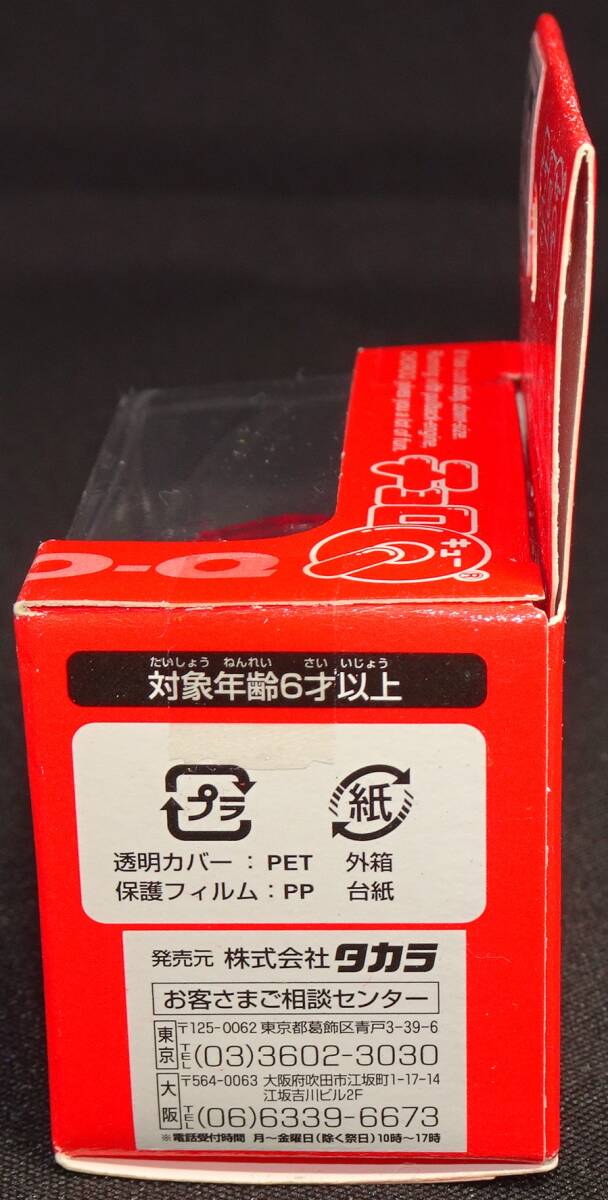 チョロ
キュー
®
Q-C
たいしょう ねんれい さい いじょう
対象年齢6才以上
プラ 紙
透明カバー：PET 外箱
保護フィルム：PP 台紙
発売元 株式会社 タカラ
お客さまご相談センター
東京
〒125-0062 東京都葛飾区青戸3-39-6
TEL (03)3602-3030
大阪
〒564-0063 大阪府吹田市江坂町1-17-14
江坂吉川ビル2F
TEL (06)6339-6673
※電話受付時間 月〜金曜日(除く祭日)10時〜17時